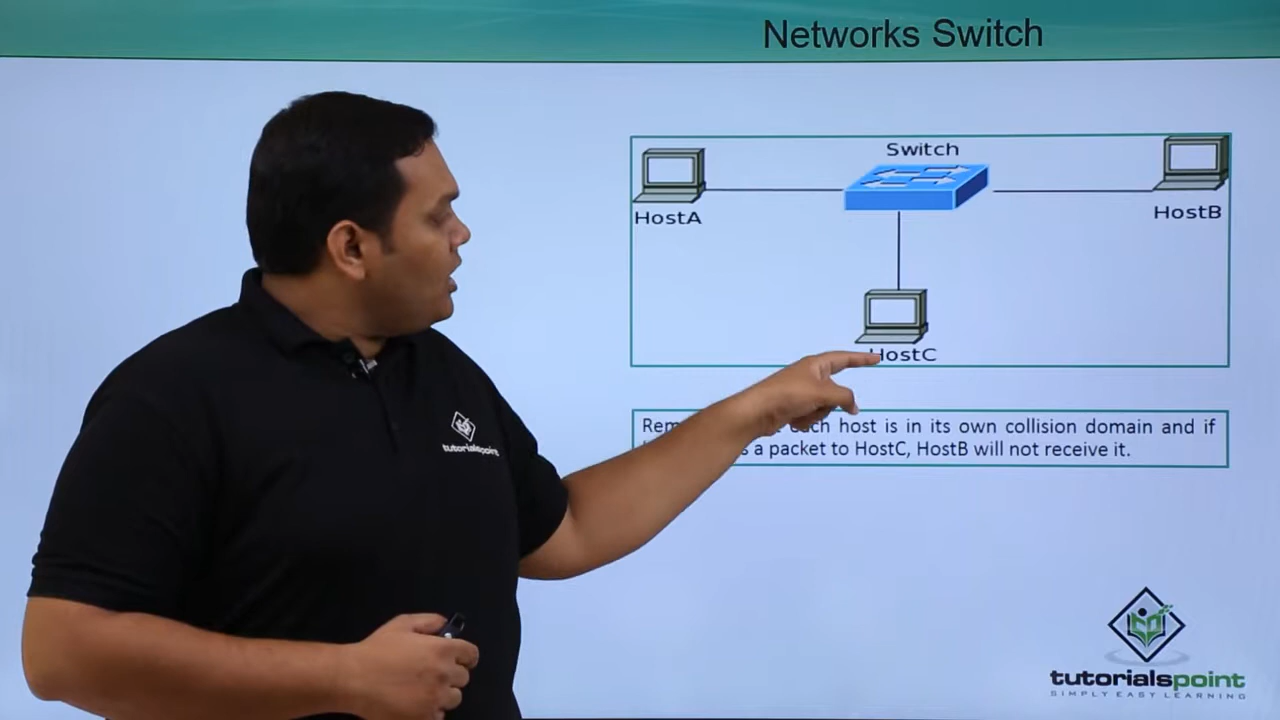 Networks Switch
Switch
HostA
HostB
HostC
each host is in its own collision domain and if
a packet to HostC, HostB will not receive it.
tutorialspoint
tutorialspoint
SIMPLY EASY LEARNING